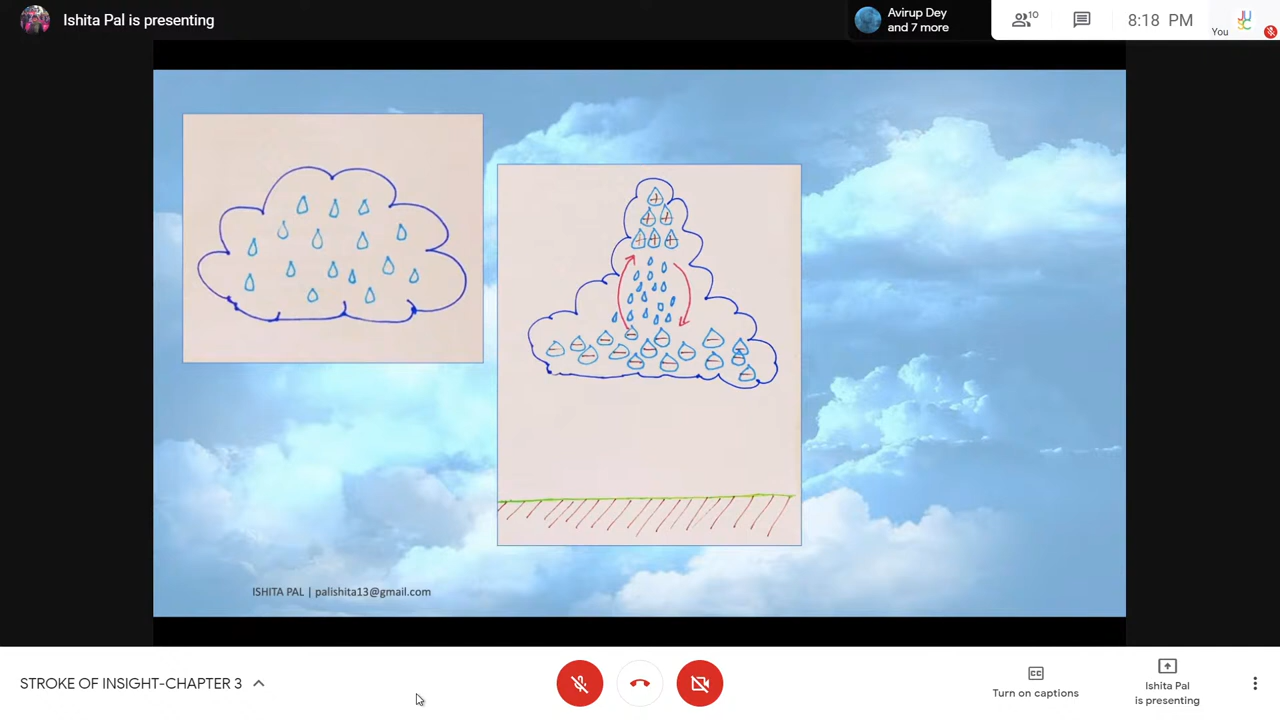 Ishita Pal is presenting
Avirup Dey
and 7 more
10
8:18 PM
You
ISHITA PAL | palishita13@gmail.com
STROKE OF INSIGHT-CHAPTER 3
CC
Turn on captions
Ishita Pal
is presenting